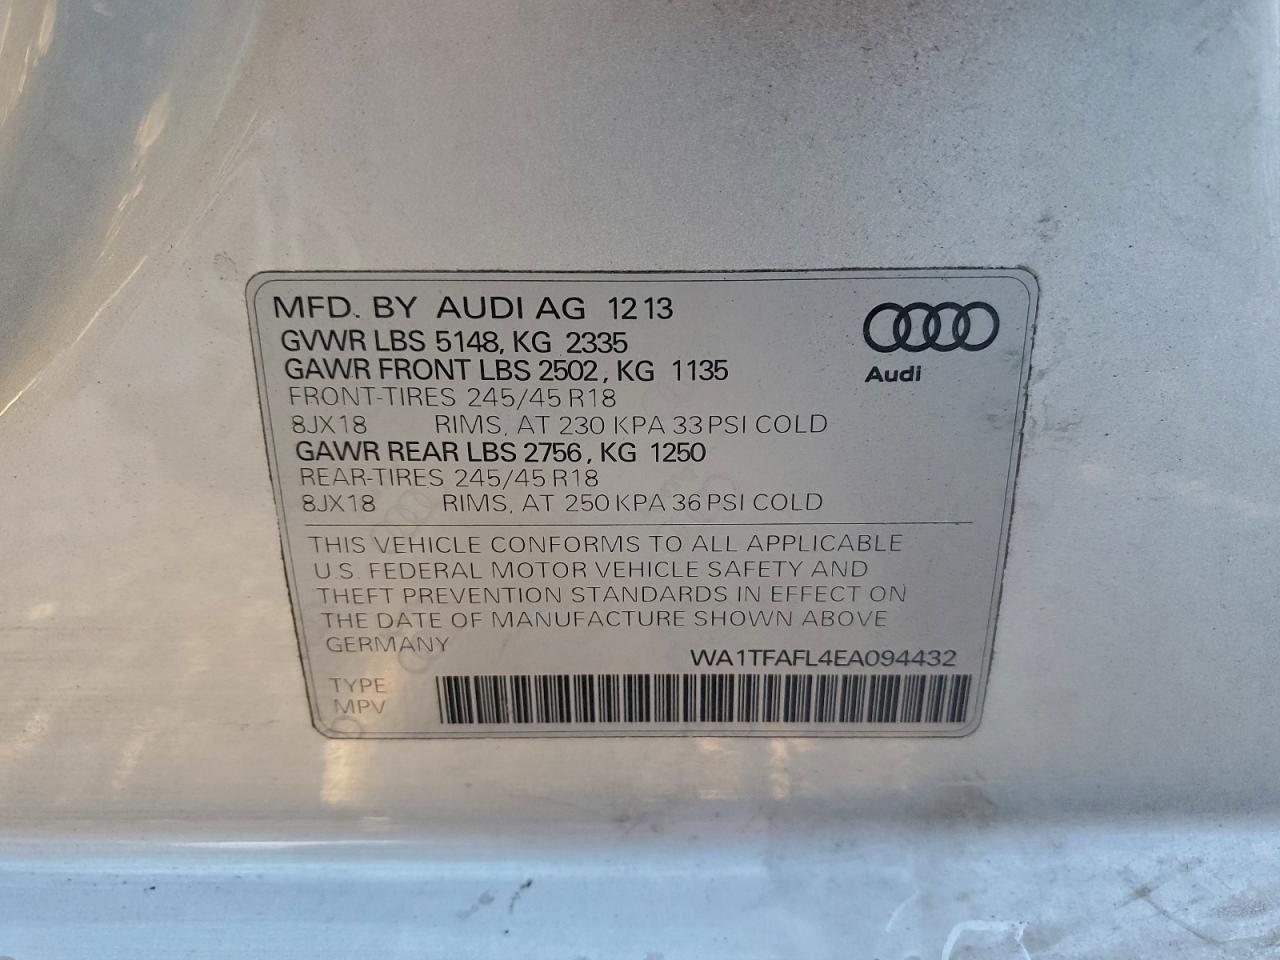 MFD. BY AUDI AG 12 13
GVWR LBS 5148, KG 2335
GAWR FRONT LBS 2502, KG 1135
FRONT-TIRES 245/45 R18
8JX18 RIMS, AT 230 KPA 33 PSI COLD
GAWR REAR LBS 2756, KG 1250
REAR-TIRES 245/45 R18
8JX18 RIMS, AT 250 KPA 36 PSI COLD
Audi
THIS VEHICLE CONFORMS TO ALL APPLICABLE
U.S. FEDERAL MOTOR VEHICLE SAFETY AND
THEFT PREVENTION STANDARDS IN EFFECT ON
THE DATE OF MANUFACTURE SHOWN ABOVE
GERMANY
WA1TFAFL4EA094432
TYPE
MPV